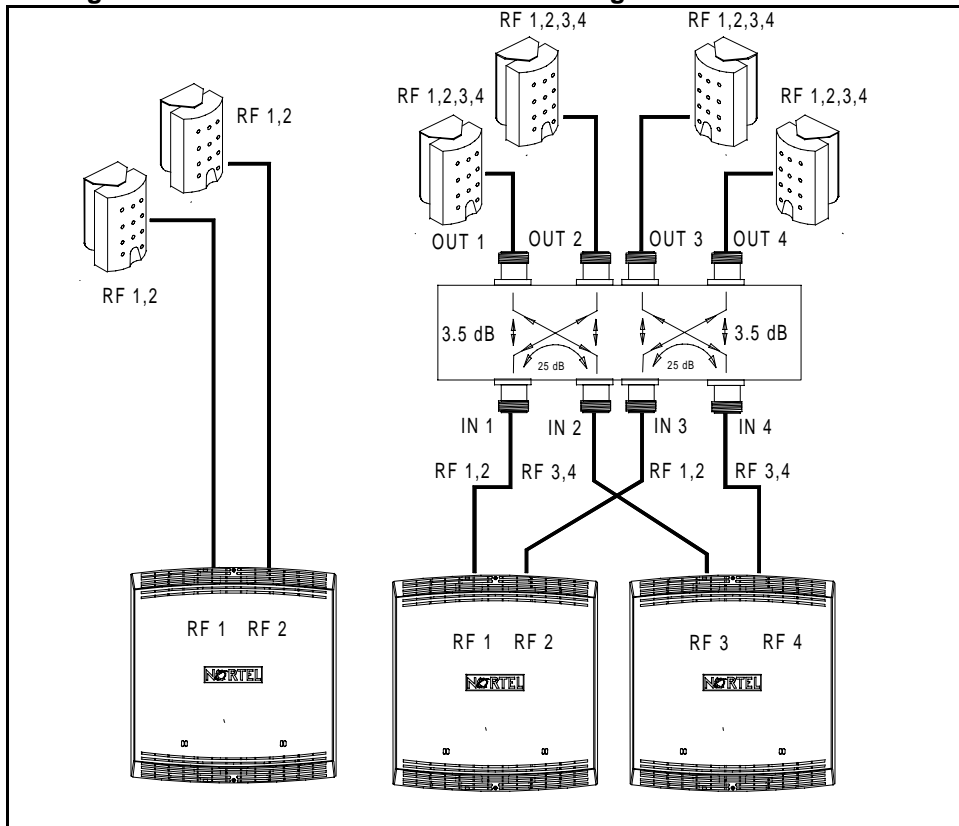 RF 1,2,3,4
RF 1,2,3,4
RF 1,2,3,4
RF 1,2,3,4
RF 1,2
RF 1,2
OUT 1
OUT 2
OUT 3
OUT 4
3.5 dB
3.5 dB
25 dB
25 dB
IN 1
IN 2
IN 3
IN 4
RF 1,2
RF 3,4
RF 1,2
RF 3,4
RF 1
RF 2
NORTEL
RF 1
RF 2
NORTEL
RF 3
RF 4
NORTEL